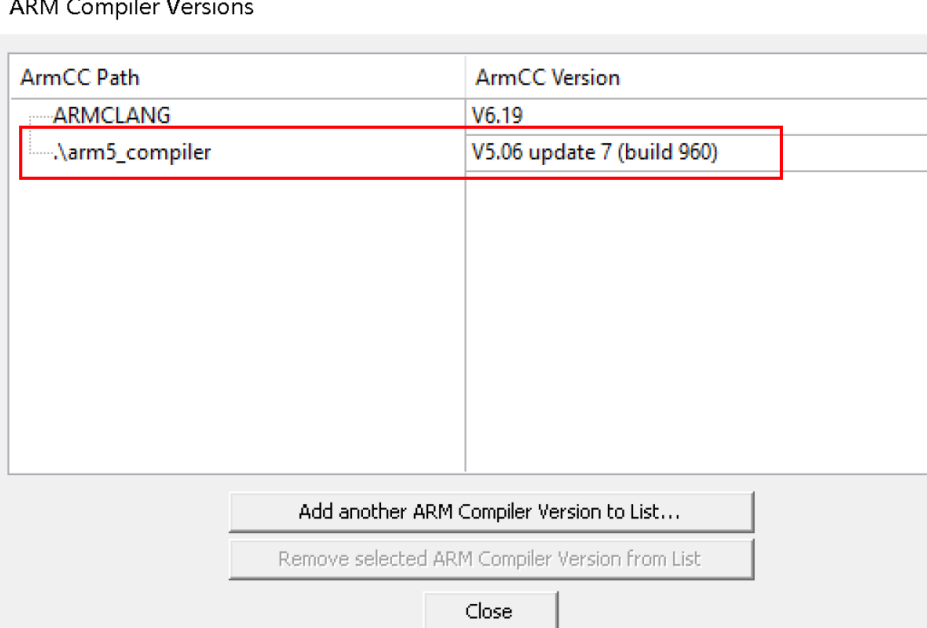 ARM Compiler Versions
ArmCC Path ArmCC Version
ARMCLANG V6.19
.\arm5_compiler V5.06 update 7 (build 960)
Add another ARM Compiler Version to List...
Remove selected ARM Compiler Version from List
Close